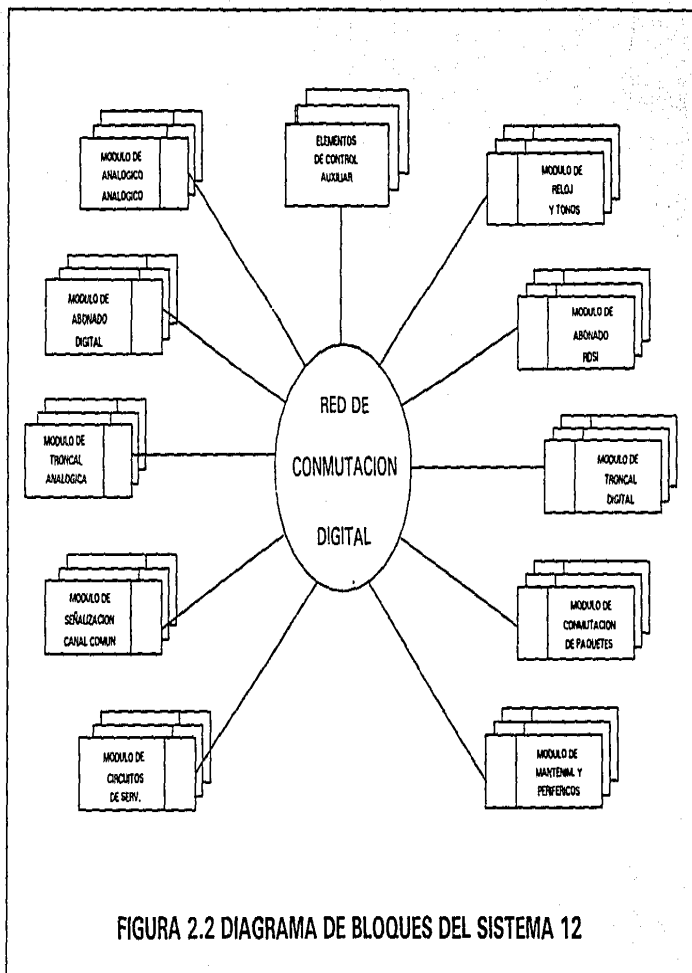 MODULO DE
ANALOGICO
ANALOGICO
ELEMENTOS
DE CONTROL
AUXILIAR
MODULO DE
RELOJ
Y TONOS
MODULO DE
ABONADO
DIGITAL
MODULO DE
ABONADO
RDSI
MODULO DE
TRONCAL
ANALOGICA
RED DE
CONMUTACION
DIGITAL
MODULO DE
TRONCAL
DIGITAL
MODULO DE
SEÑALIZACION
CANAL COMUN
MODULO DE
CONMUTACION
DE PAQUETES
MODULO DE
CIRCUITOS
DE SERV.
MODULO DE
MANTENIM. Y
PERIFERICOS
FIGURA 2.2 DIAGRAMA DE BLOQUES DEL SISTEMA 12